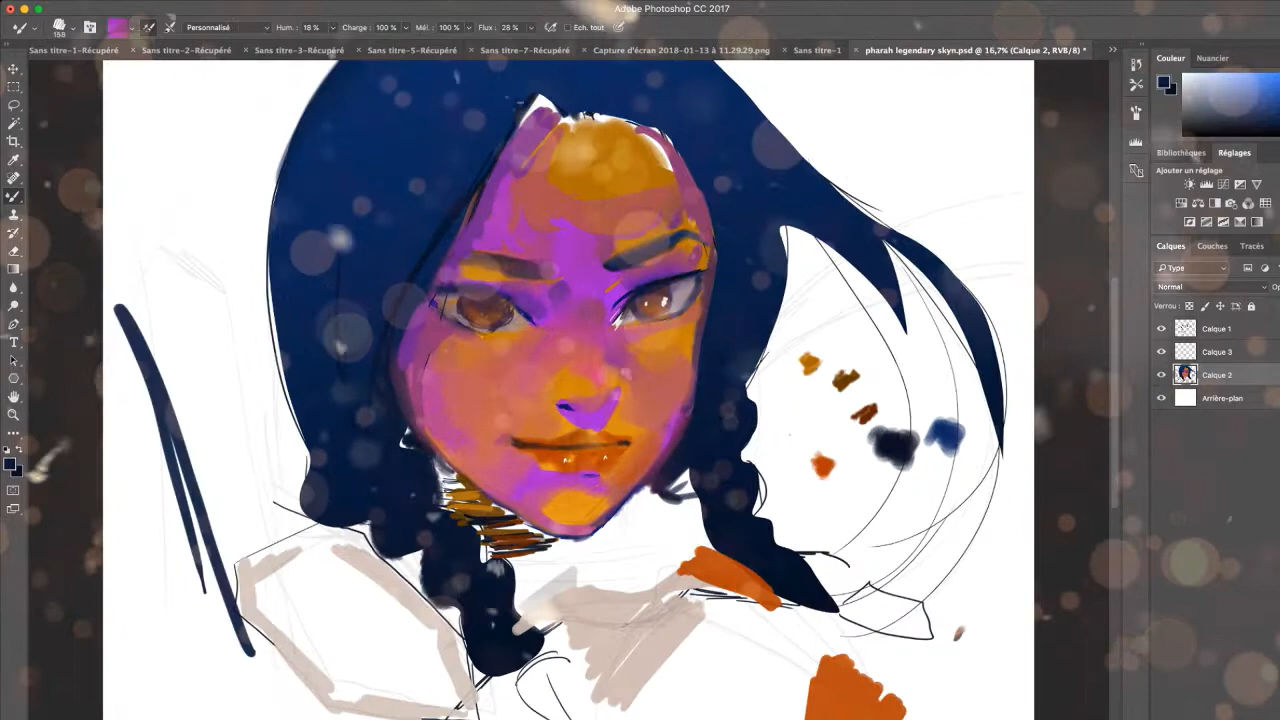 Adobe Photoshop CC 2017
158
Personnalisé
Hum. : 18 %
Charge : 100 %
Mél. : 100 %
Flux : 28 %
Ech. tout
Sans titre-1-Récupéré
Sans titre-2-Récupéré
Sans titre-3-Récupéré
Sans titre-5-Récupéré
Sans titre-7-Récupéré
Capture d'écran 2018-01-13 à 11.29.29.png
Sans titre-1
pharah legendary skyn.psd @ 16,7% (Calque 2, RVB/8) *
Couleur
Nuancier
Bibliothèques
Réglages
Ajouter un réglage
Calques
Couches
Tracés
Type
Normal
Op
Verrou :
Calque 1
Calque 3
Calque 2
Arrière-plan